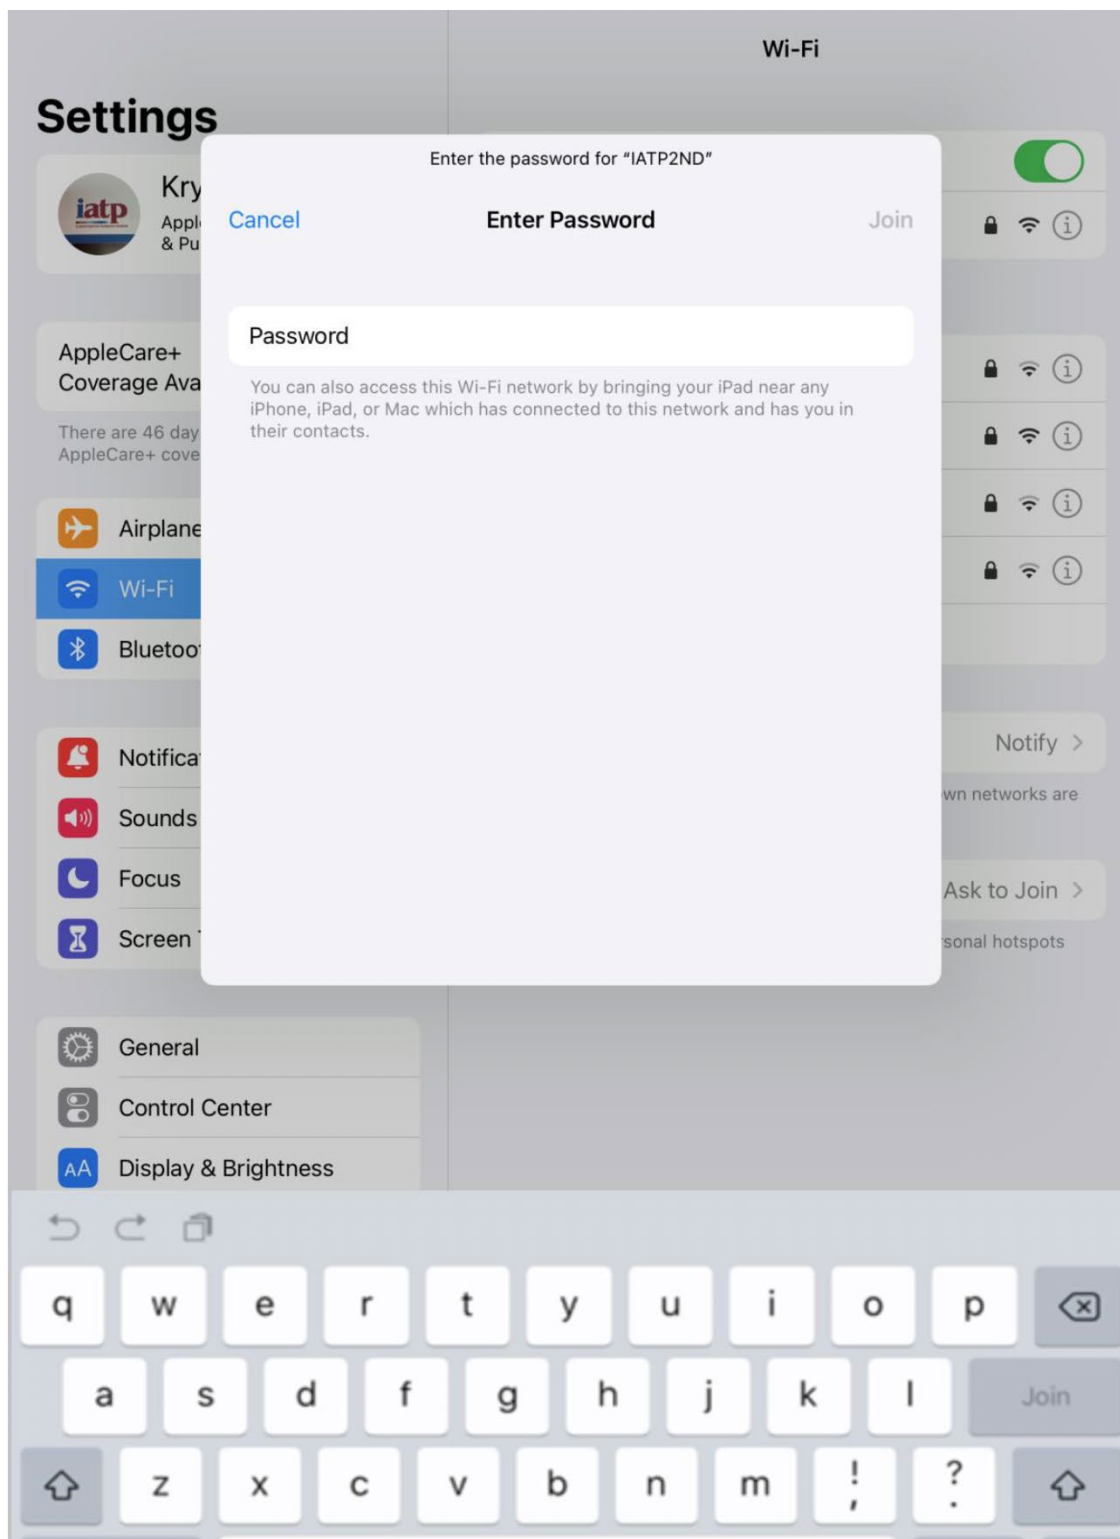 Wi-Fi
Settings
Enter the password for “IATP2ND”
Cancel
Enter Password
Join
Password
You can also access this Wi-Fi network by bringing your iPad near any
iPhone, iPad, or Mac which has connected to this network and has you in
their contacts.
iatp
Kry
Appl
& Pu
AppleCare+
Coverage Ava
There are 46 day
AppleCare+ cove
Airplane
Wi-Fi
Bluetoo
Notifica
Sounds
Focus
Screen
General
Control Center
AA
Display & Brightness
Notify
wn networks are
Ask to Join
rsonal hotspots
q w e r t y u i o p
a s d f g h j k l Join
z x c v b n m ! , ? .